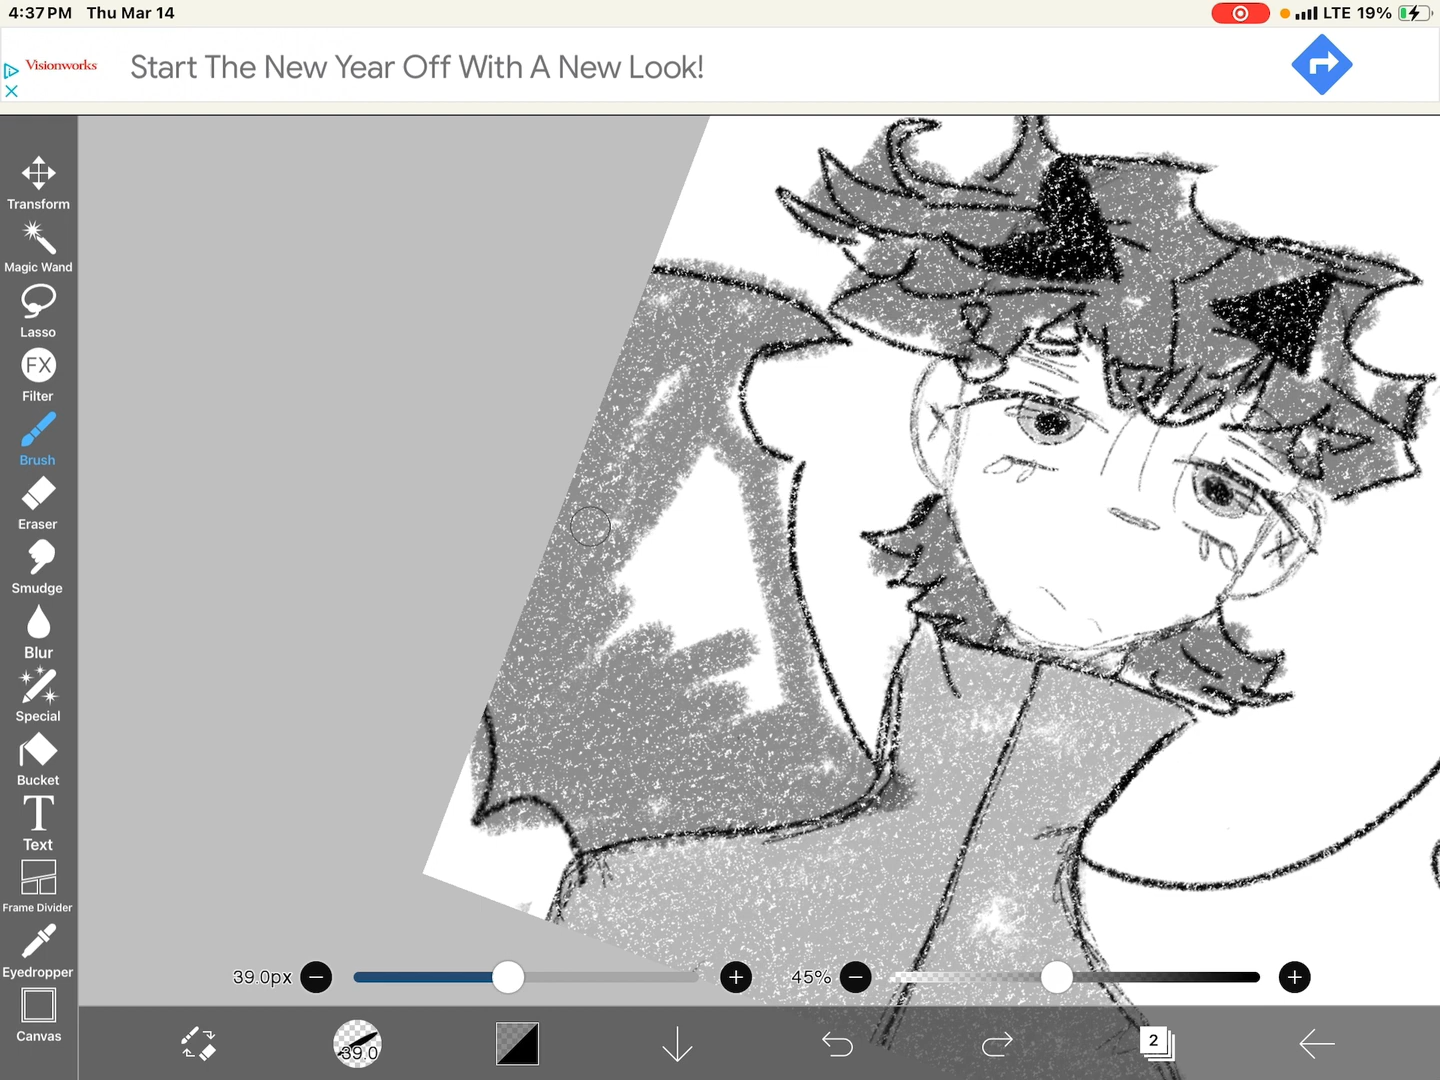 4:37 PM Thu Mar 14
LTE 19%
Visionworks
Start The New Year Off With A New Look!
Transform
Magic Wand
Lasso
FX
Filter
Brush
Eraser
Smudge
Blur
Special
Bucket
T
Text
Frame Divider
Eyedropper
Canvas
39.0px
45%
39.0
2